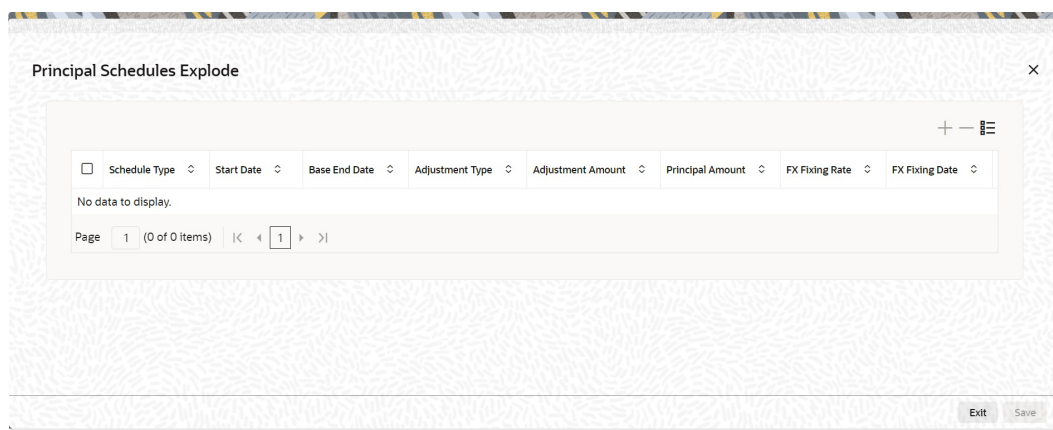 Principal Schedules Explode
Schedule Type Start Date Base End Date Adjustment Type Adjustment Amount Principal Amount FX Fixing Rate FX Fixing Date
No data to display.
Page 1 (0 of 0 items) 1
Exit Save